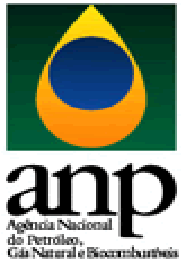 anp
Agência Nacional
do Petróleo,
Gás Natural e Biocombustíveis